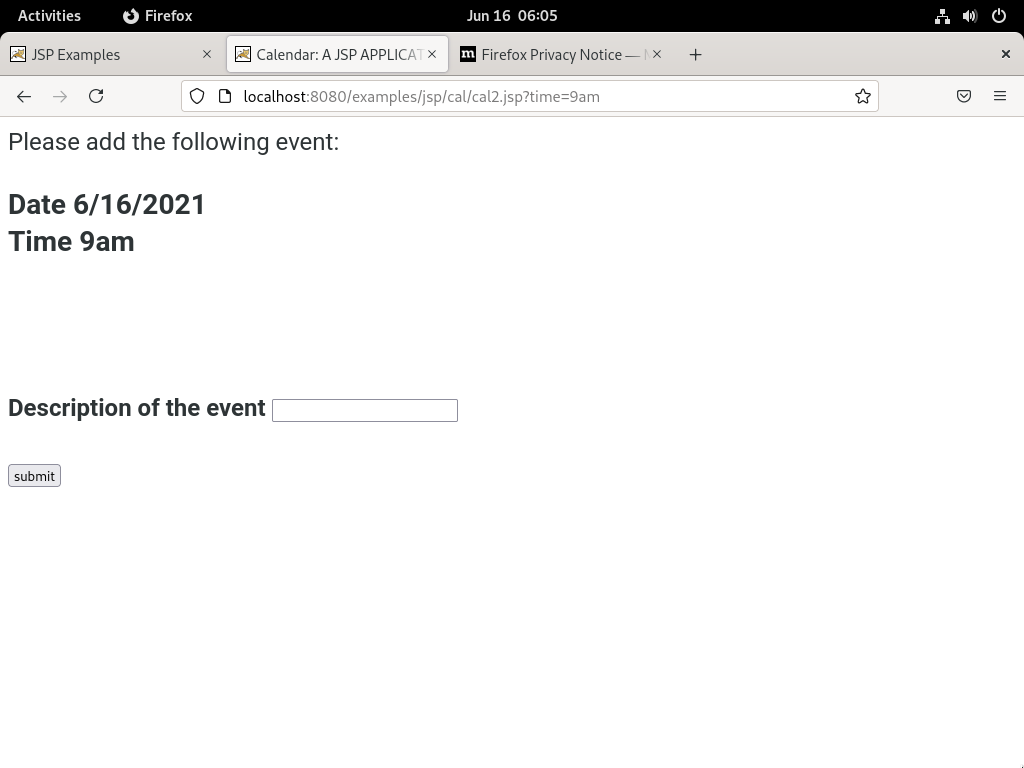 Activities
Firefox
Jun 16 06:05
JSP Examples
Calendar: A JSP APPLICAT
m Firefox Privacy Notice —
localhost:8080/examples/jsp/cal/cal2.jsp?time=9am
Please add the following event:
Date 6/16/2021
Time 9am
Description of the event
submit